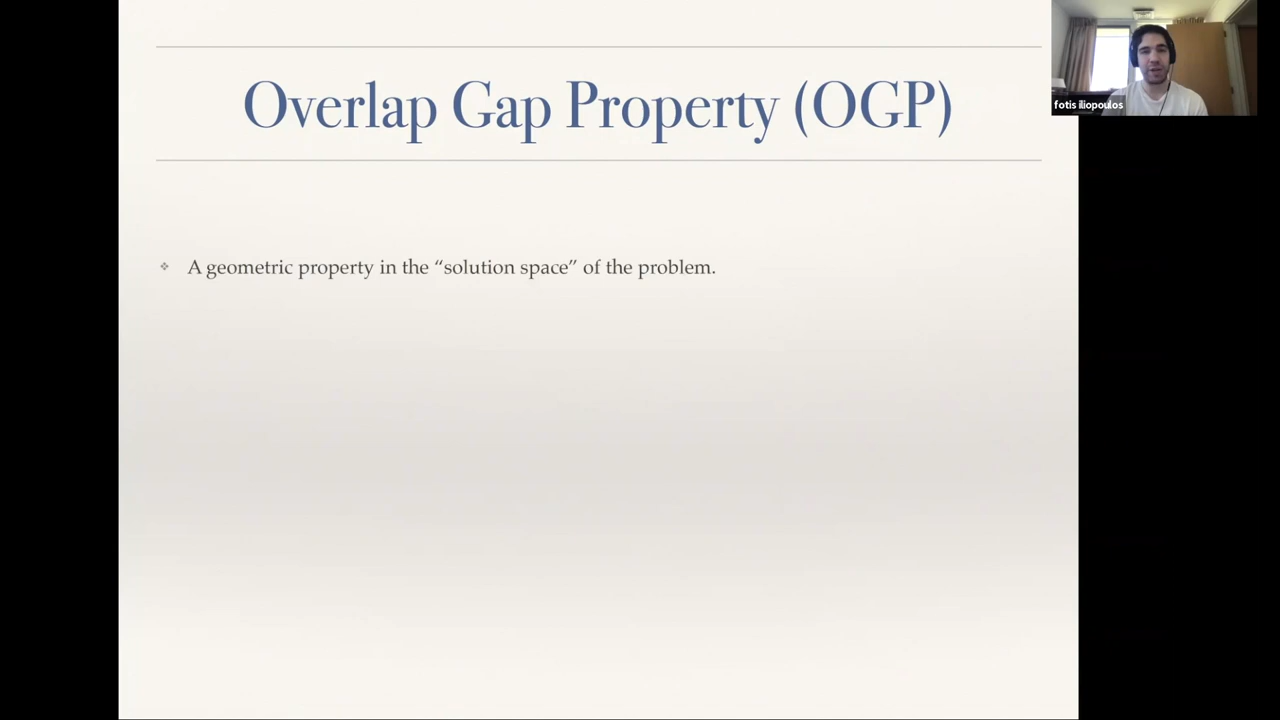 Overlap Gap Property (OGP)
fotis iliopoulos
A geometric property in the “solution space” of the problem.